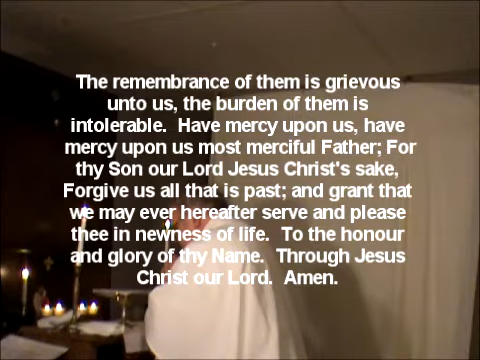 The remembrance of them is grievous
unto us, the burden of them is
intolerable.  Have mercy upon us, have
mercy upon us most merciful Father; For
thy Son our Lord Jesus Christ's sake,
Forgive us all that is past; and grant that
we may ever hereafter serve and please
thee in newness of life.  To the honour
and glory of thy Name.  Through Jesus
Christ our Lord.  Amen.